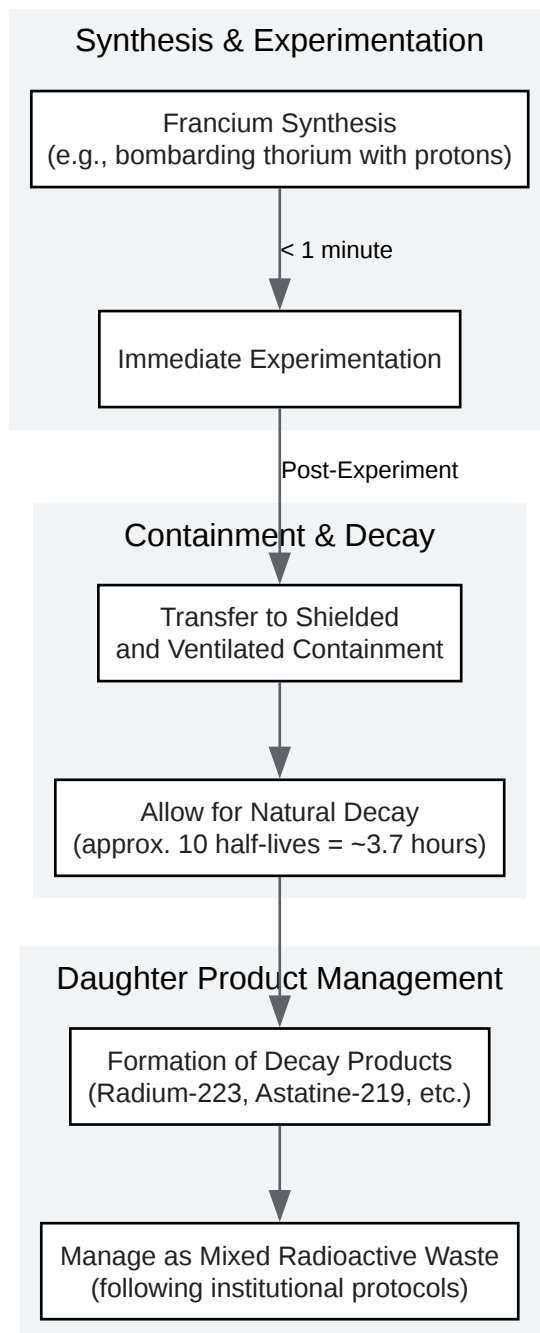 Synthesis & Experimentation
Francium Synthesis
(e.g., bombarding thorium with protons)
< 1 minute
Immediate Experimentation
Post-Experiment
Containment & Decay
Transfer to Shielded
and Ventilated Containment
Allow for Natural Decay
(approx. 10 half-lives = ~3.7 hours)
Daughter Product Management
Formation of Decay Products
(Radium-223, Astatine-219, etc.)
Manage as Mixed Radioactive Waste
(following institutional protocols)